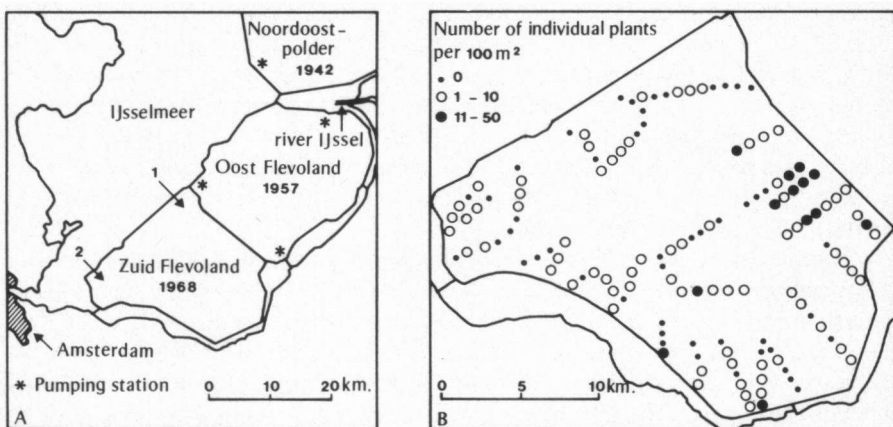 Noordoost-
polder
1942
*
IJsselmeer
*
river IJssel
1
Oost Flevoland
1957
*
*
2
Zuid Flevoland
1968
Amsterdam
* Pumping station
0 10 20 km.
A
Number of individual plants
per 100 m²
0
1 - 10
11 - 50
0 5 10 km.
B